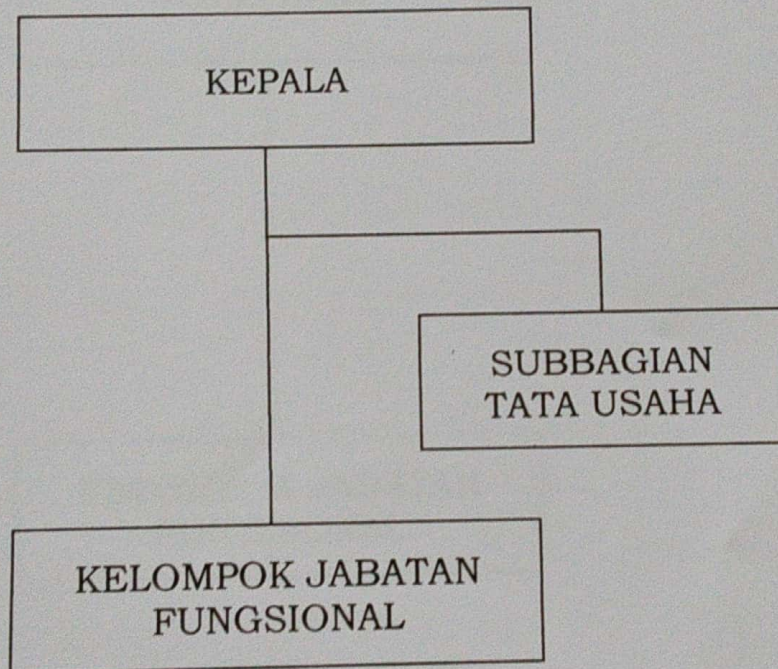 KEPALA
SUBBAGIAN
TATA USAHA
KELOMPOK JABATAN
FUNGSIONAL